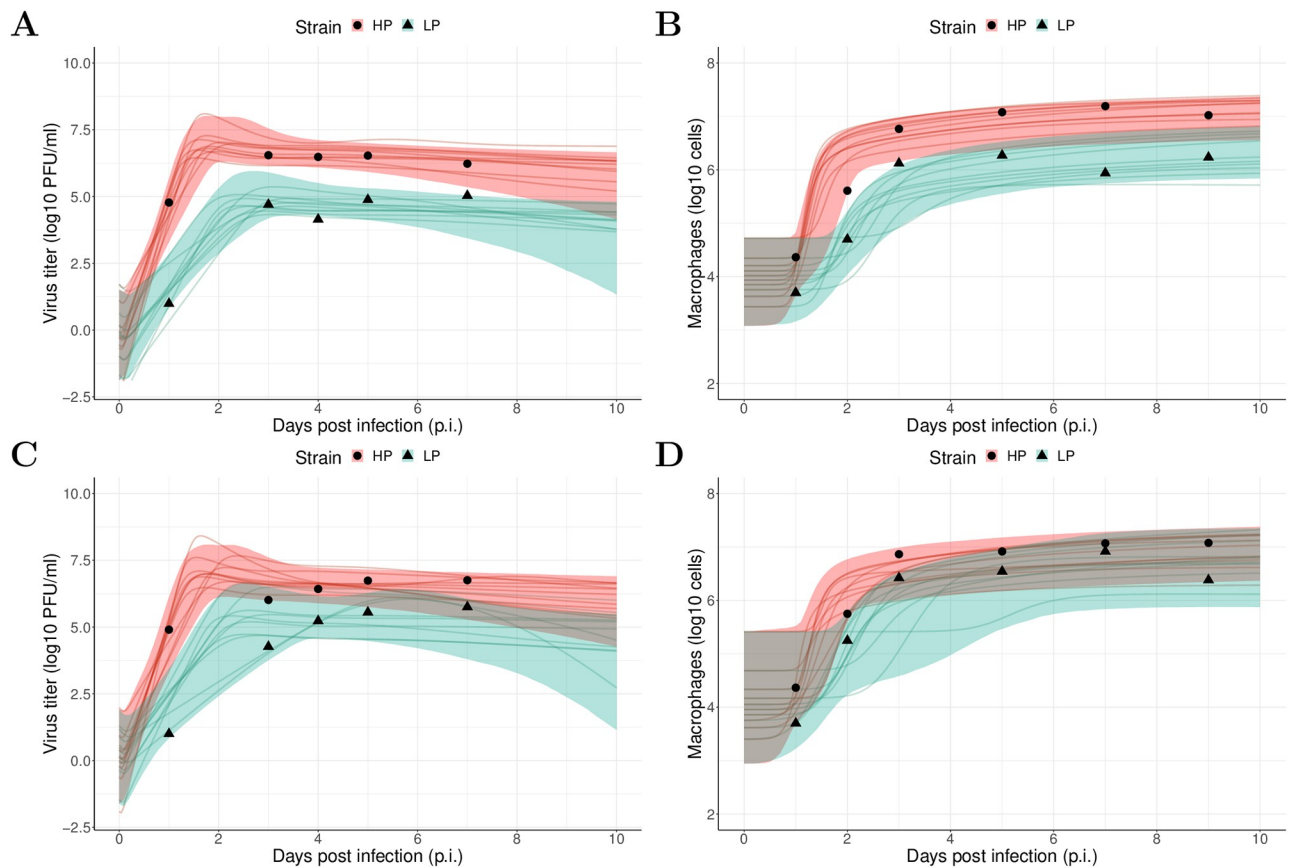 A
Strain HP LP
Virus titer (log10 PFU/ml)
10.0
7.5
5.0
2.5
0.0
−2.5
0 2 4 6 8 10
Days post infection (p.i.)
B
Strain HP LP
Macrophages (log10 cells)
8
6
4
2
0 2 4 6 8 10
Days post infection (p.i.)
C
Strain HP LP
Virus titer (log10 PFU/ml)
10.0
7.5
5.0
2.5
0.0
−2.5
0 2 4 6 8 10
Days post infection (p.i.)
D
Strain HP LP
Macrophages (log10 cells)
8
6
4
2
0 2 4 6 8 10
Days post infection (p.i.)